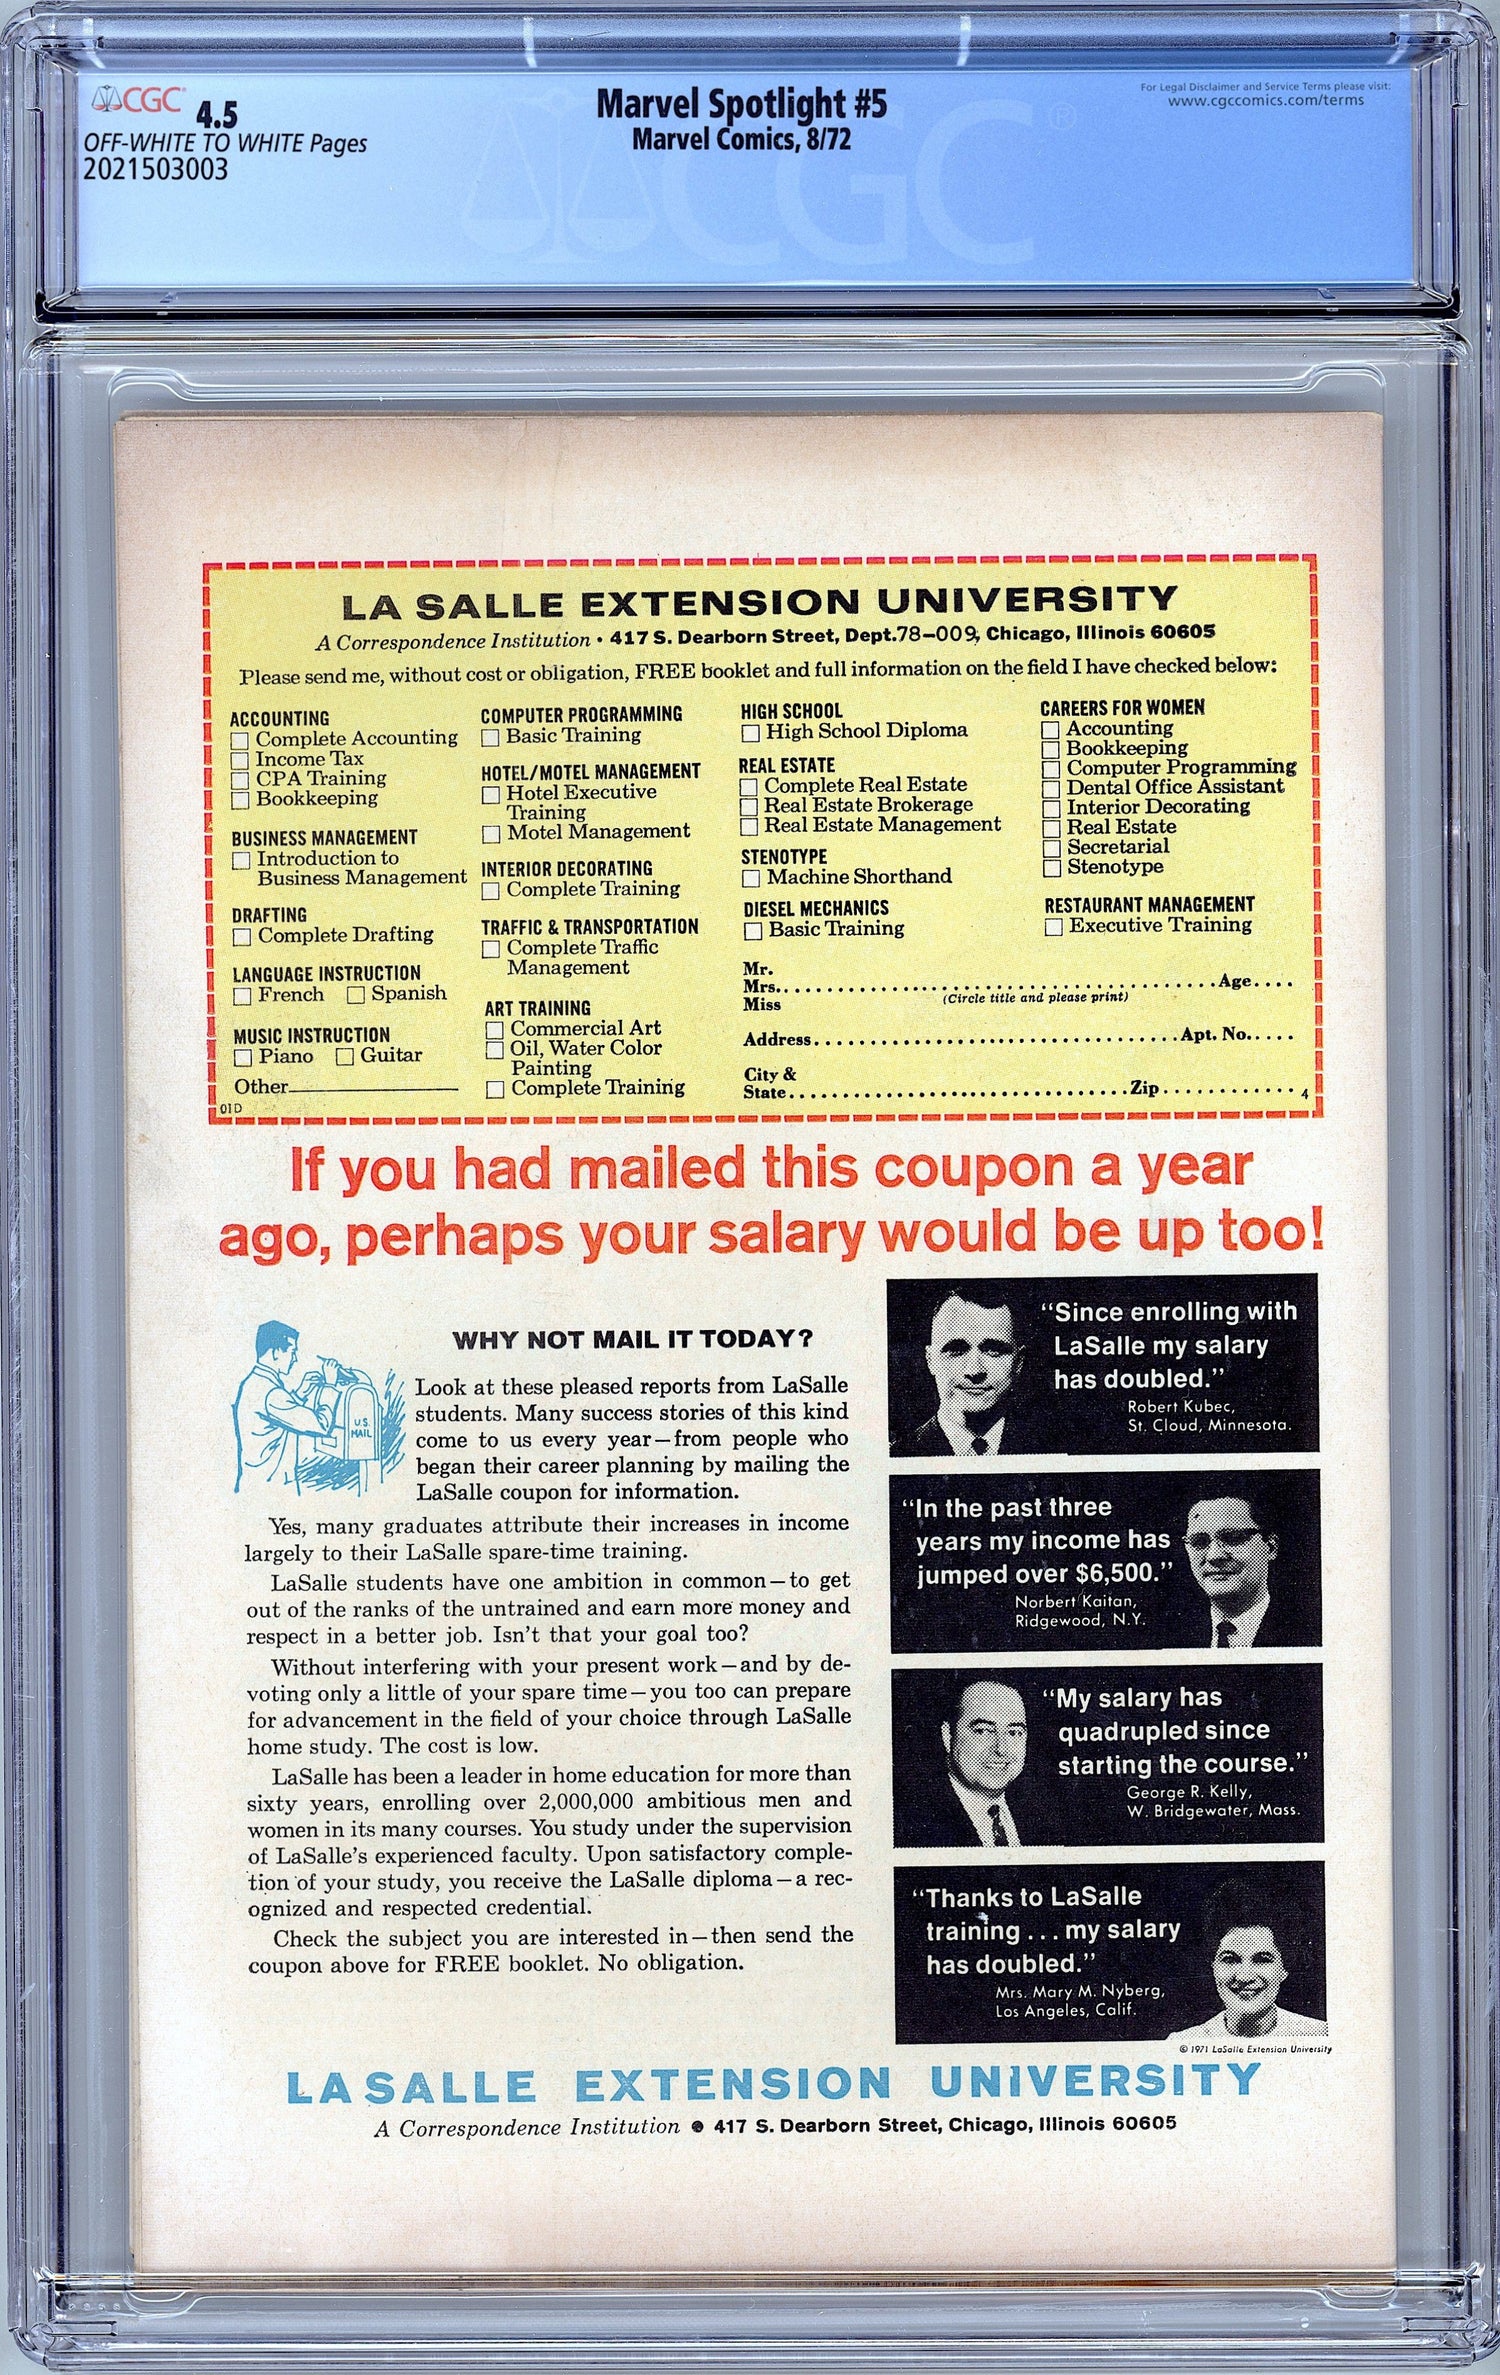 CGC 4.5
OFF-WHITE TO WHITE Pages
2021503003
Marvel Spotlight #5
Marvel Comics, 8/72
For Legal Disclaimer and Service Terms please visit:
www.cgccomics.com/terms
CGC
LA SALLE EXTENSION UNIVERSITY
A Correspondence Institution • 417 S. Dearborn Street, Dept.78-009, Chicago, Illinois 60605
Please send me, without cost or obligation, FREE booklet and full information on the field I have checked below:
ACCOUNTING
Complete Accounting
Income Tax
CPA Training
Bookkeeping
BUSINESS MANAGEMENT
Introduction to
Business Management
DRAFTING
Complete Drafting
LANGUAGE INSTRUCTION
French Spanish
MUSIC INSTRUCTION
Piano Guitar
Other
01D
COMPUTER PROGRAMMING
Basic Training
HOTEL/MOTEL MANAGEMENT
Hotel Executive
Training
Motel Management
INTERIOR DECORATING
Complete Training
TRAFFIC & TRANSPORTATION
Complete Traffic
Management
ART TRAINING
Commercial Art
Oil, Water Color
Painting
Complete Training
HIGH SCHOOL
High School Diploma
REAL ESTATE
Complete Real Estate
Real Estate Brokerage
Real Estate Management
STENOTYPE
Machine Shorthand
DIESEL MECHANICS
Basic Training
CAREERS FOR WOMEN
Accounting
Bookkeeping
Computer Programming
Dental Office Assistant
Interior Decorating
Real Estate
Secretarial
Stenotype
RESTAURANT MANAGEMENT
Executive Training
Mr.
Mrs. Age
(Circle title and please print)
Miss
Address Apt. No.
City &
State Zip 4
If you had mailed this coupon a year
ago, perhaps your salary would be up too!
WHY NOT MAIL IT TODAY?
U.S.
MAIL
Look at these pleased reports from LaSalle
students. Many success stories of this kind
come to us every year—from people who
began their career planning by mailing the
LaSalle coupon for information.
Yes, many graduates attribute their increases in income
largely to their LaSalle spare-time training.
LaSalle students have one ambition in common—to get
out of the ranks of the untrained and earn more money and
respect in a better job. Isn't that your goal too?
Without interfering with your present work—and by de-
voting only a little of your spare time—you too can prepare
for advancement in the field of your choice through LaSalle
home study. The cost is low.
LaSalle has been a leader in home education for more than
sixty years, enrolling over 2,000,000 ambitious men and
women in its many courses. You study under the supervision
of LaSalle's experienced faculty. Upon satisfactory comple-
tion of your study, you receive the LaSalle diploma—a rec-
ognized and respected credential.
Check the subject you are interested in—then send the
coupon above for FREE booklet. No obligation.
"Since enrolling with
LaSalle my salary
has doubled."
Robert Kubec,
St. Cloud, Minnesota.
"In the past three
years my income has
jumped over $6,500."
Norbert Kaitan,
Ridgewood, N.Y.
"My salary has
quadrupled since
starting the course."
George R. Kelly,
W. Bridgewater, Mass.
"Thanks to LaSalle
training . . . my salary
has doubled."
Mrs. Mary M. Nyberg,
Los Angeles, Calif.
© 1971 LaSalle Extension University
LASALLE EXTENSION UNIVERSITY
A Correspondence Institution • 417 S. Dearborn Street, Chicago, Illinois 60605